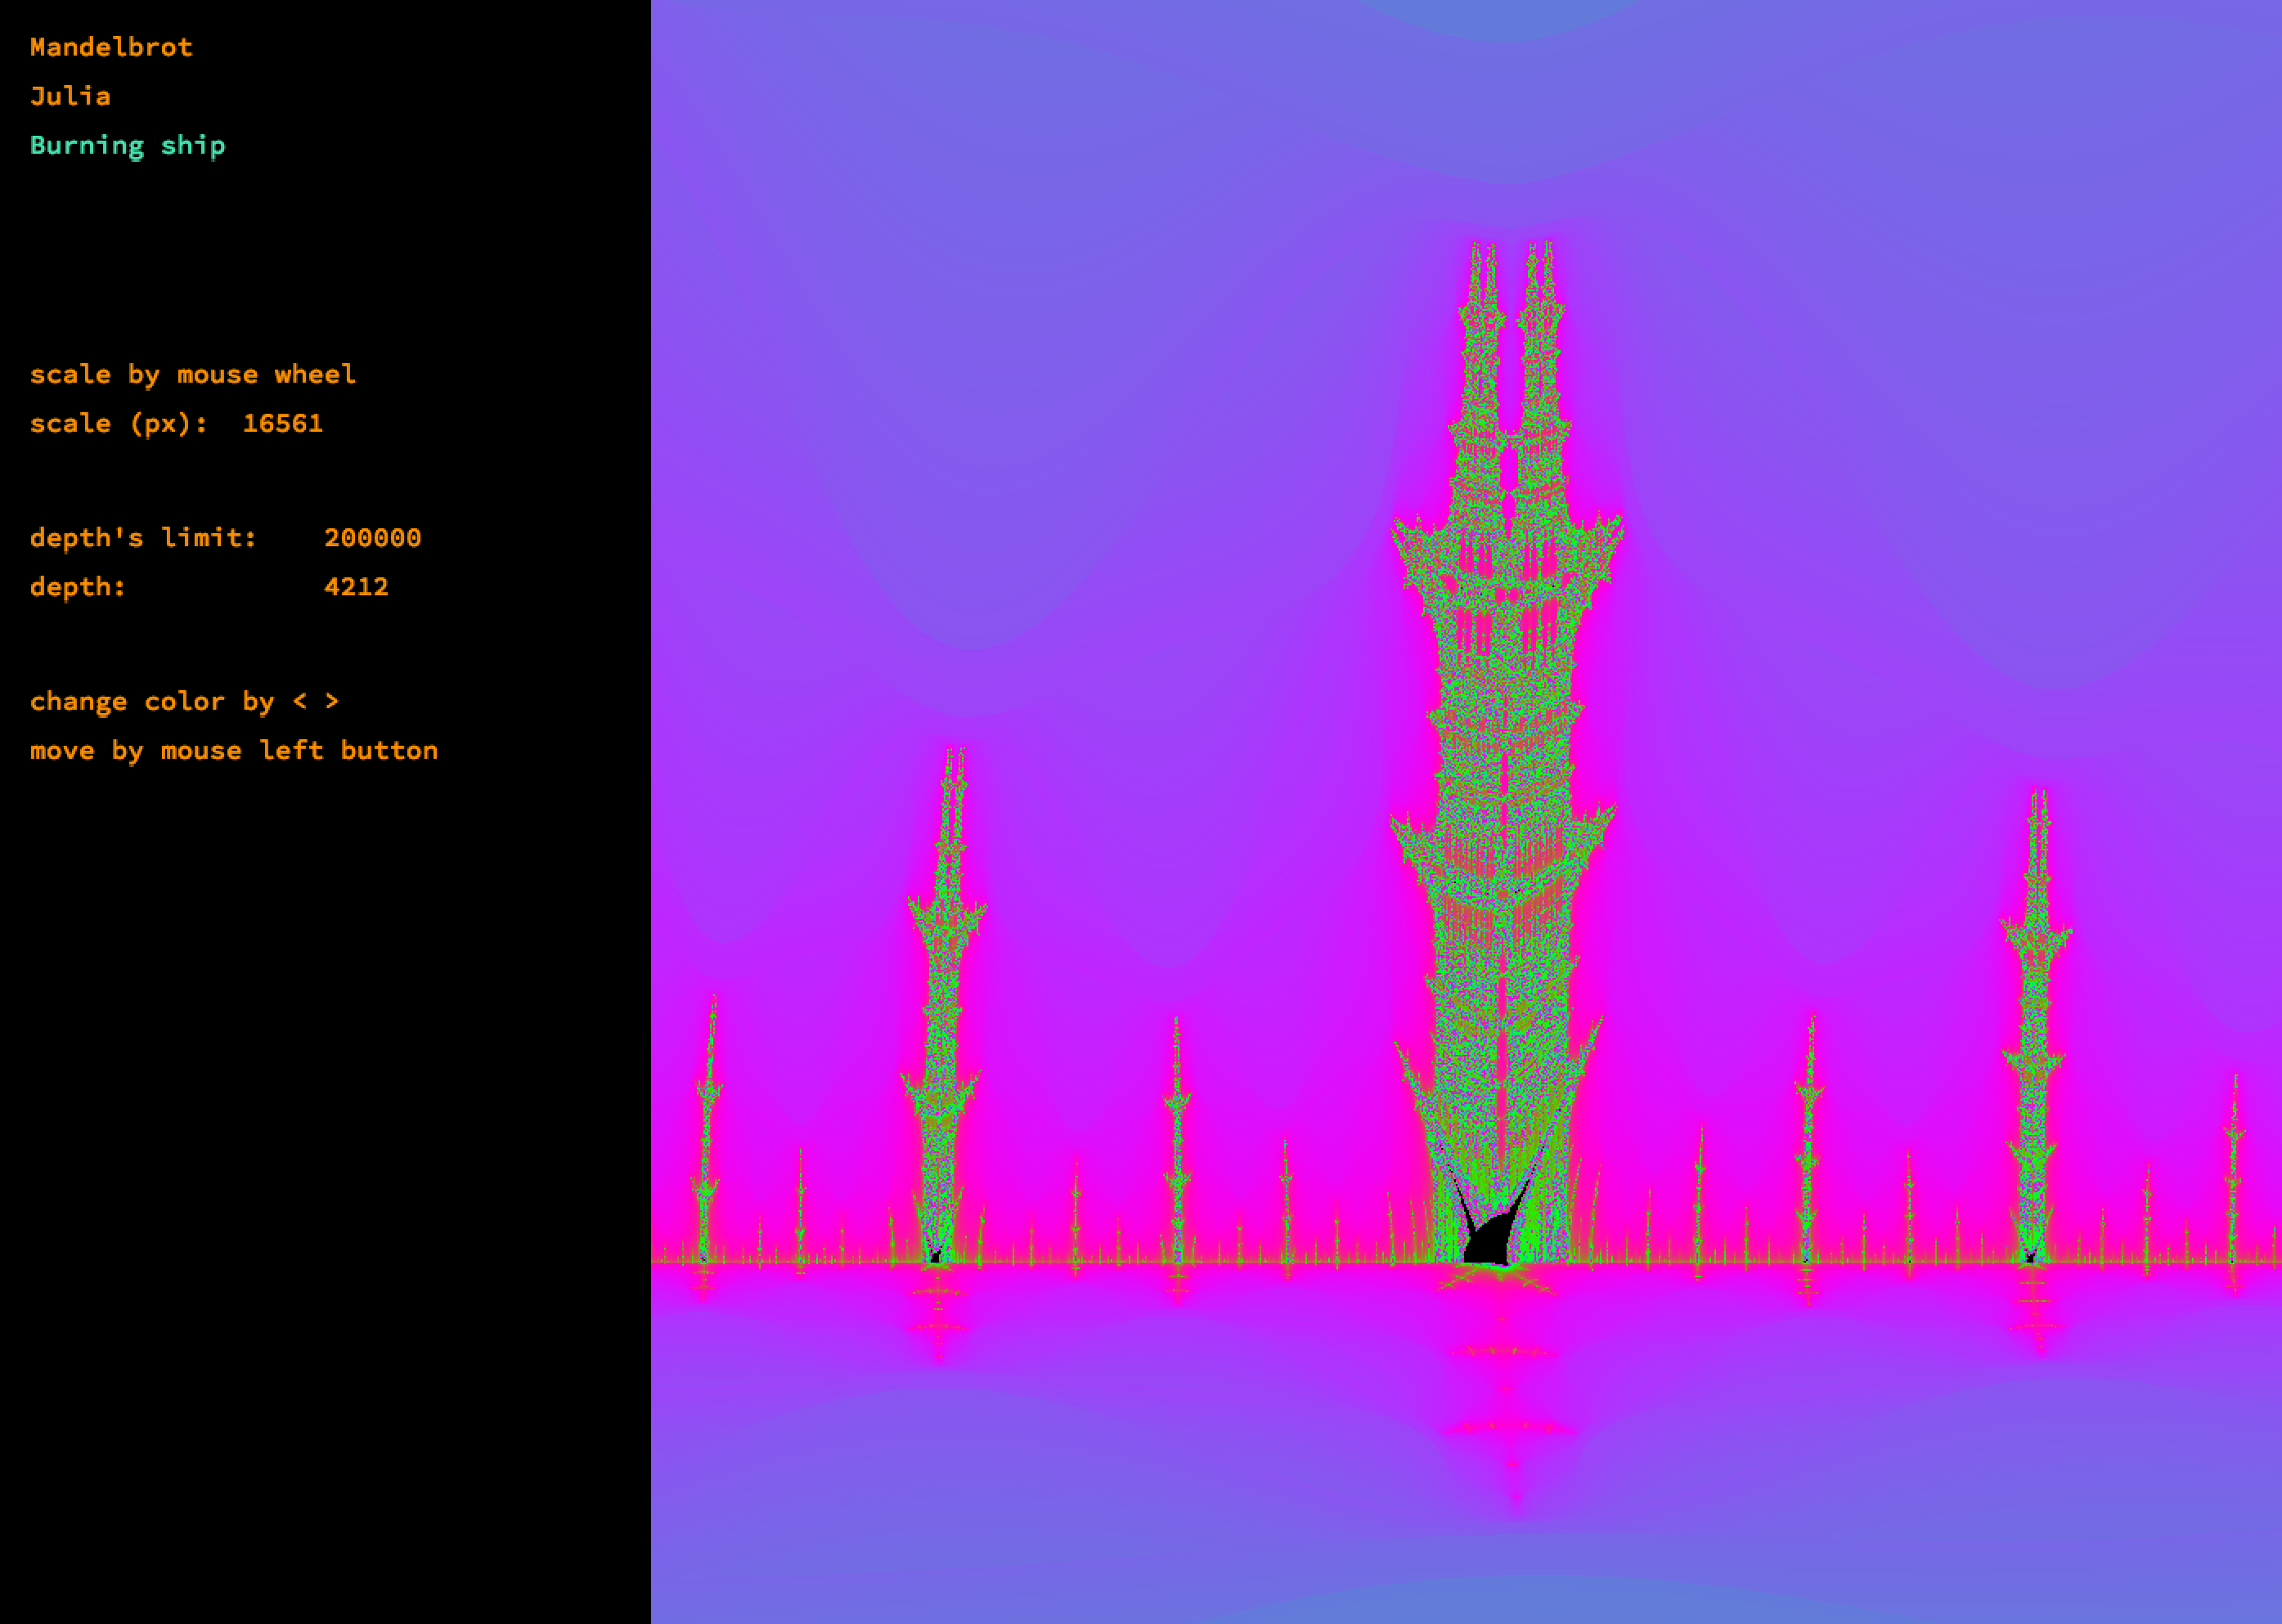 Mandelbrot
Julia
Burning ship
scale by mouse wheel
scale (px): 16561
depth's limit: 200000
depth: 4212
change color by < >
move by mouse left button